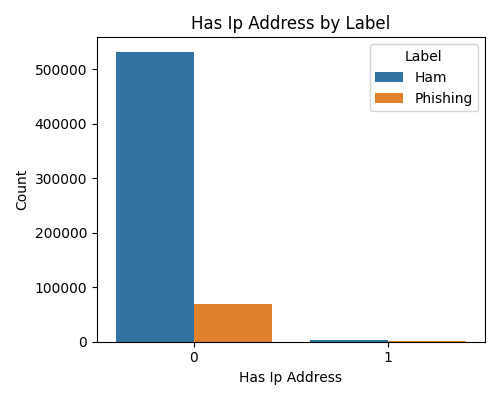 Has Ip Address by Label
Label
Ham
Phishing
500000
400000
300000
200000
100000
0
Count
0
1
Has Ip Address